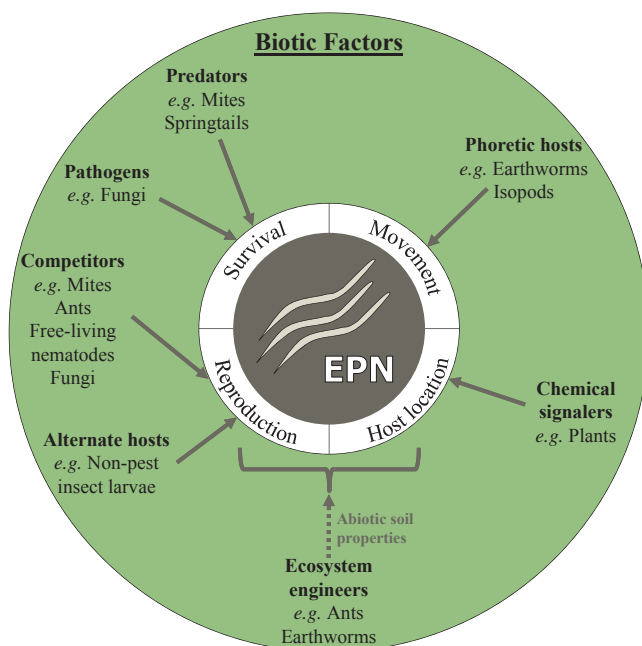 Biotic Factors
Predators
e.g. Mites
Springtails
Phoretic hosts
e.g. Earthworms
Isopods
Pathogens
e.g. Fungi
Survival
Movement
Competitors
e.g. Mites
Ants
Free-living
nematodes
Fungi
EPN
Reproduction
Host location
Chemical
signalers
e.g. Plants
Alternate hosts
e.g. Non-pest
insect larvae
Abiotic soil
properties
Ecosystem
engineers
e.g. Ants
Earthworms